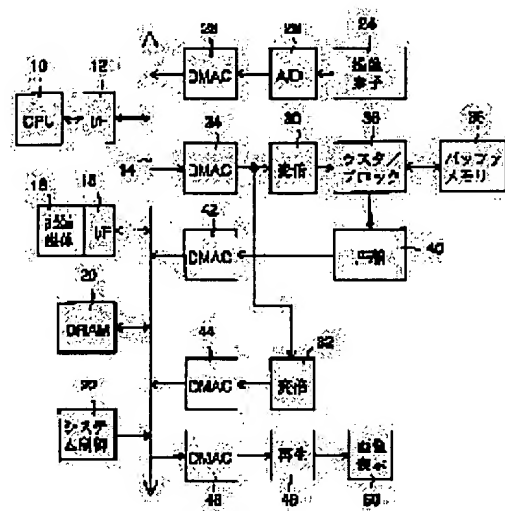 28
26
24
10
12
DMAC
A/D
撮像
素子
CPU
I/F
34
30
36
38
14
DMAC
変倍
ラスタ/
ブロック
バッファ
メモリ
18
16
42
記録
媒体
I/F
DMAC
圧縮
40
20
DRAM
44
32
22
DMAC
変倍
システ
ム制御
DMAC
再生
画像
表示
46
48
50